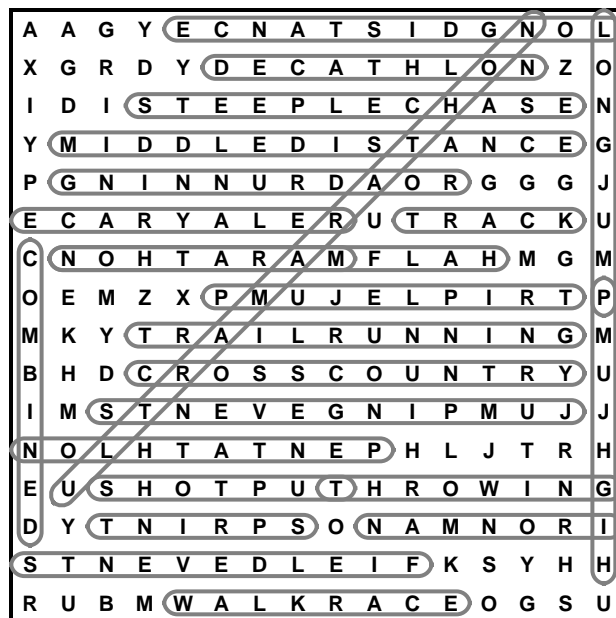 A A G Y E C N A T S I D G N O L
X G R D Y D E C A T H L O N Z O
I D I S T E E P L E C H A S E N
Y M I D D L E D I S T A N C E G
P G N I N N U R D A O R G G G J
E C A R Y A L E R U T R A C K U
C N O H T A R A M F L A H M G M
O E M Z X P M U J E L P I R T P
M K Y T R A I L R U N N I N G M
B H D C R O S S C O U N T R Y U
I M S T N E V E G N I P M U J J
N O L H T A T N E P H L J T R H
E U S H O T P U T H R O W I N G
D Y T N I R P S O N A M N O R I
S T N E V E D L E I F K S Y H H
R U B M W A L K R A C E O G S U